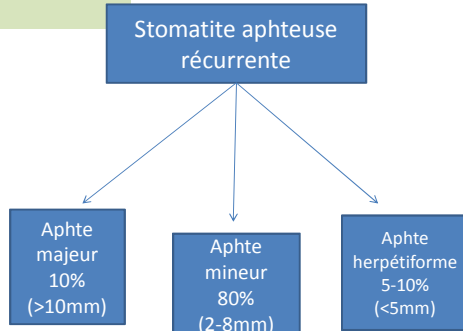 Stomatite aphteuse
récurrente
Aphte
majeur
10%
(>10mm)
Aphte
mineur
80%
(2-8mm)
Aphte
herpétiforme
5-10%
(<5mm)